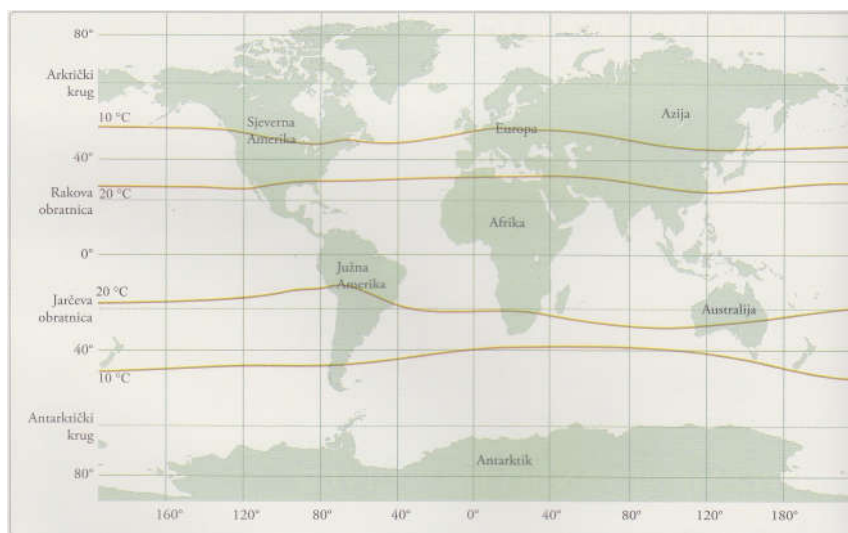 80°
Arktički
krug
10 °C
Sjeverna
Amerika
Europa
Azija
40°
Rakova
obratnica
20 °C
Afrika
0°
Južna
Amerika
20 °C
Jarčeva
obratnica
Australija
40°
10 °C
Antarktički
krug
Antarktik
80°
160° 120° 80° 40° 0° 40° 80° 120° 180°